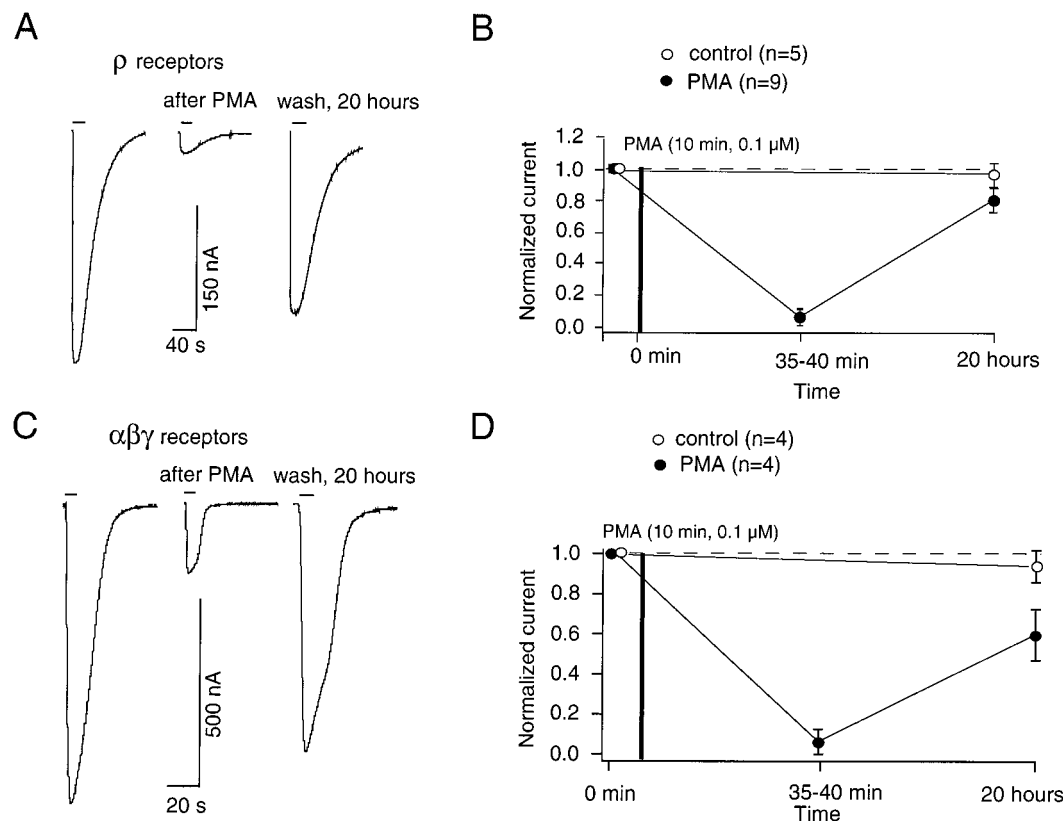 A
ρ receptors
after PMA wash, 20 hours
150 nA
40 s
B
control (n=5)
PMA (n=9)
PMA (10 min, 0.1 μM)
Normalized current
1.2
1.0
0.8
0.6
0.4
0.2
0.0
0 min
35-40 min
20 hours
Time
C
αβγ receptors
after PMA wash, 20 hours
500 nA
20 s
D
control (n=4)
PMA (n=4)
PMA (10 min, 0.1 μM)
Normalized current
1.0
0.8
0.6
0.4
0.2
0.0
0 min
35-40 min
20 hours
Time